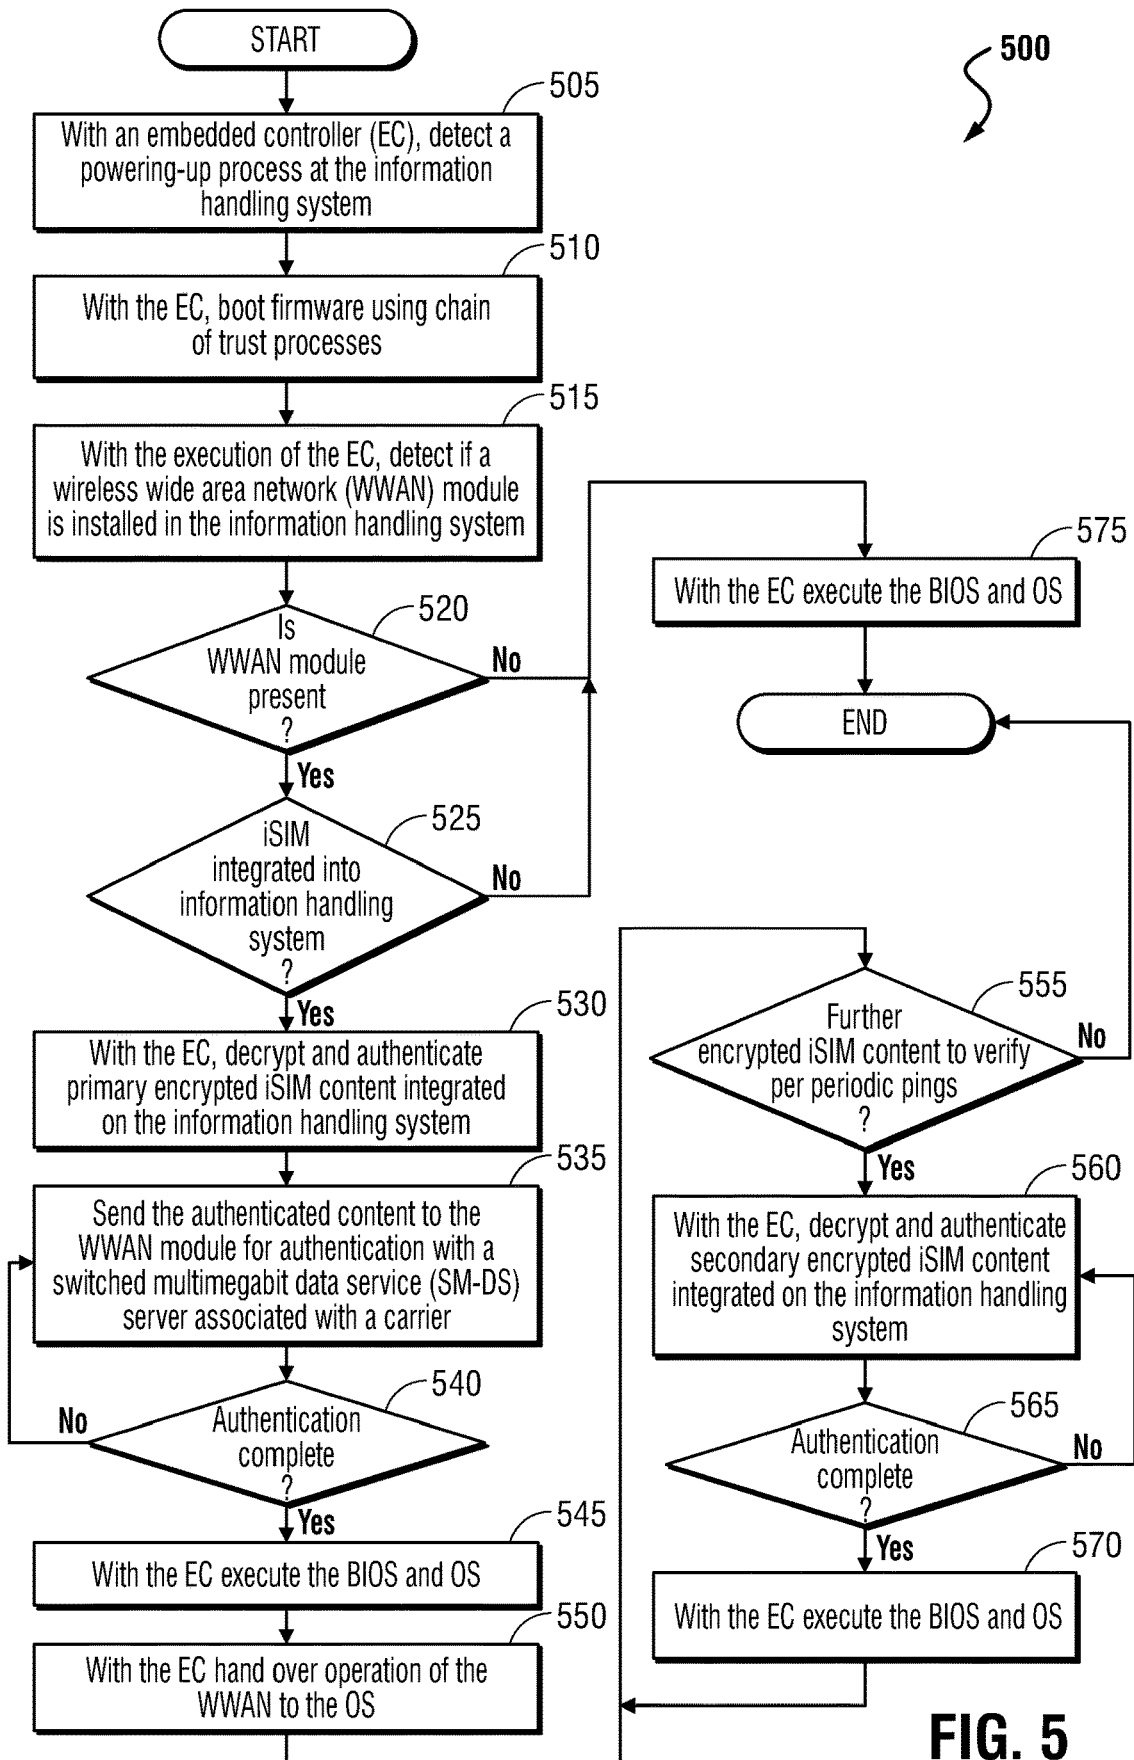 START
500
505
With an embedded controller (EC), detect a
powering-up process at the information
handling system
510
With the EC, boot firmware using chain
of trust processes
515
With the execution of the EC, detect if a
wireless wide area network (WWAN) module
is installed in the information handling system
520
Is
WWAN module
present
?
No
Yes
525
iSIM
integrated into
information handling
system
?
No
Yes
530
With the EC, decrypt and authenticate
primary encrypted iSIM content integrated
on the information handling system
535
Send the authenticated content to the
WWAN module for authentication with a
switched multimegabit data service (SM-DS)
server associated with a carrier
540
Authentication
complete
?
No
Yes
545
With the EC execute the BIOS and OS
550
With the EC hand over operation of the
WWAN to the OS
575
With the EC execute the BIOS and OS
END
555
Further
encrypted iSIM content to verify
per periodic pings
?
No
Yes
560
With the EC, decrypt and authenticate
secondary encrypted iSIM content
integrated on the information handling
system
565
Authentication
complete
?
No
Yes
570
With the EC execute the BIOS and OS
FIG. 5